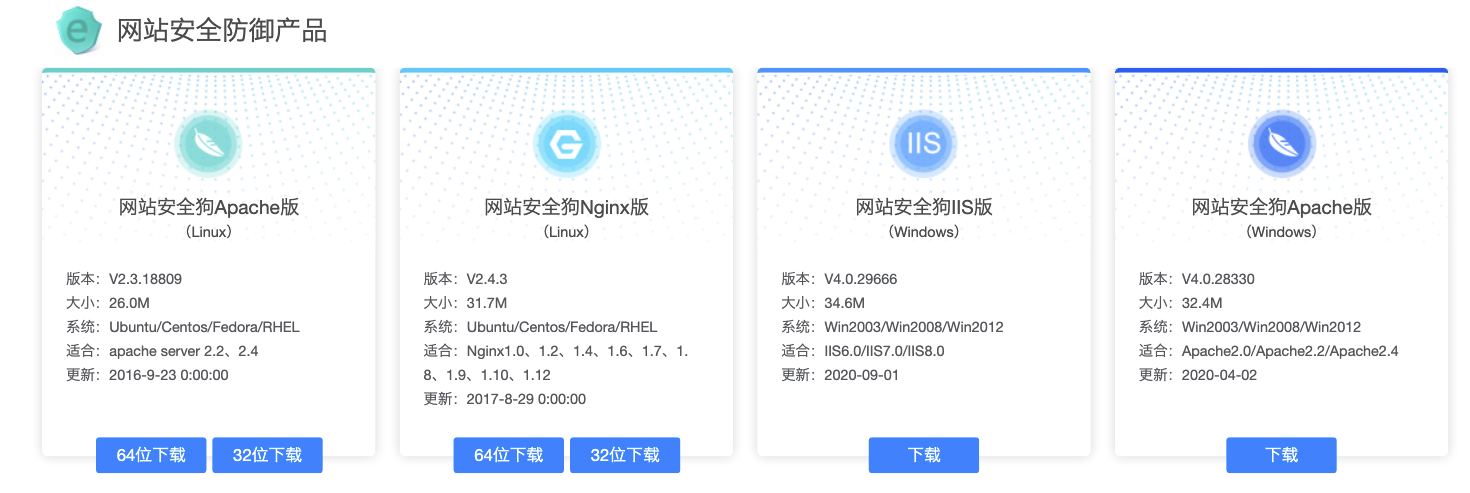 e
网站安全防御产品
网站安全狗Apache版
（Linux）
版本：V2.3.18809
大小：26.0M
系统：Ubuntu/Centos/Fedora/RHEL
适合：apache server 2.2、2.4
更新：2016-9-23 0:00:00
64位下载
32位下载
G
网站安全狗Nginx版
（Linux）
版本：V2.4.3
大小：31.7M
系统：Ubuntu/Centos/Fedora/RHEL
适合：Nginx1.0、1.2、1.4、1.6、1.7、1.
8、1.9、1.10、1.12
更新：2017-8-29 0:00:00
64位下载
32位下载
IIS
网站安全狗IIS版
（Windows）
版本：V4.0.29666
大小：34.6M
系统：Win2003/Win2008/Win2012
适合：IIS6.0/IIS7.0/IIS8.0
更新：2020-09-01
下载
网站安全狗Apache版
（Windows）
版本：V4.0.28330
大小：32.4M
系统：Win2003/Win2008/Win2012
适合：Apache2.0/Apache2.2/Apache2.4
更新：2020-04-02
下载